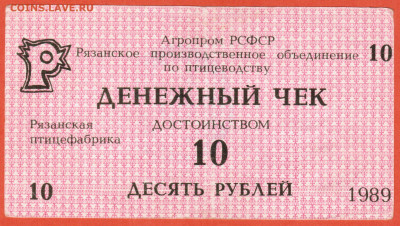 COINS.LAVE.RU
Агропром РСФСР
Рязанское производственное объединение 10
по птицеводству
ДЕНЕЖНЫЙ ЧЕК
Рязанская ДОСТОИНСТВОМ
птицефабрика
10
10 ДЕСЯТЬ РУБЛЕЙ 1989